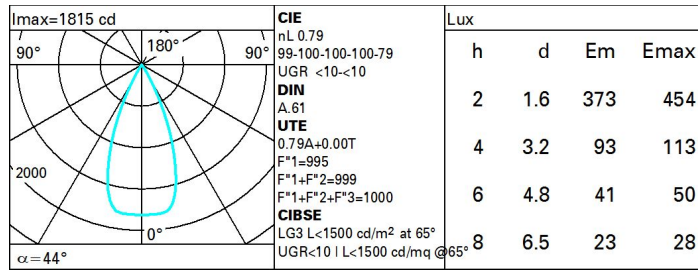 Imax=1815 cd
90°
180°
90°
2000
0°
α=44°
CIE
nL 0.79
99-100-100-100-79
UGR <10-<10
DIN
A.61
UTE
0.79A+0.00T
F"1=995
F"1+F"2=999
F"1+F"2+F"3=1000
CIBSE
LG3 L<1500 cd/m² at 65°
UGR<10 | L<1500 cd/mq @65°
Lux
h d Em Emax
2 1.6 373 454
4 3.2 93 113
6 4.8 41 50
8 6.5 23 28